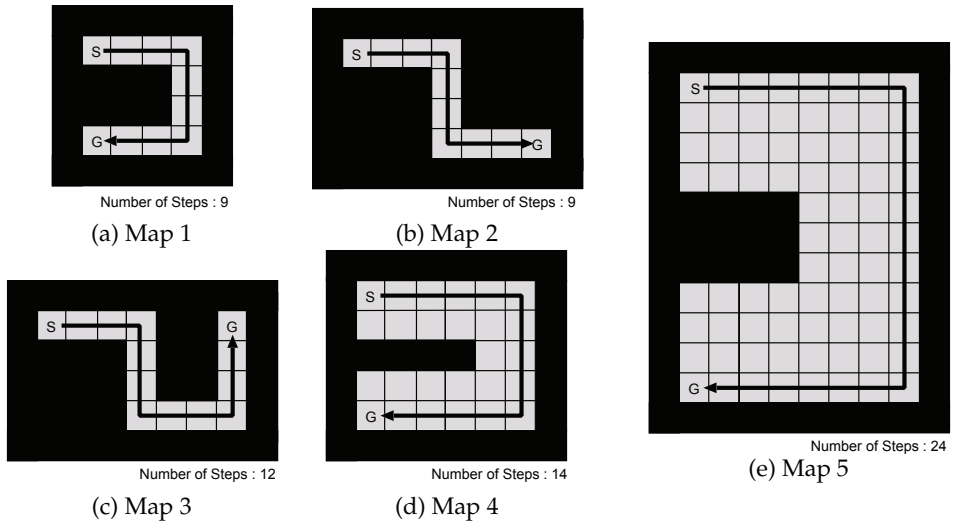 S
G
Number of Steps : 9
(a) Map 1
S
G
Number of Steps : 9
(b) Map 2
S
G
Number of Steps : 12
(c) Map 3
S
G
Number of Steps : 14
(d) Map 4
S
G
Number of Steps : 24
(e) Map 5